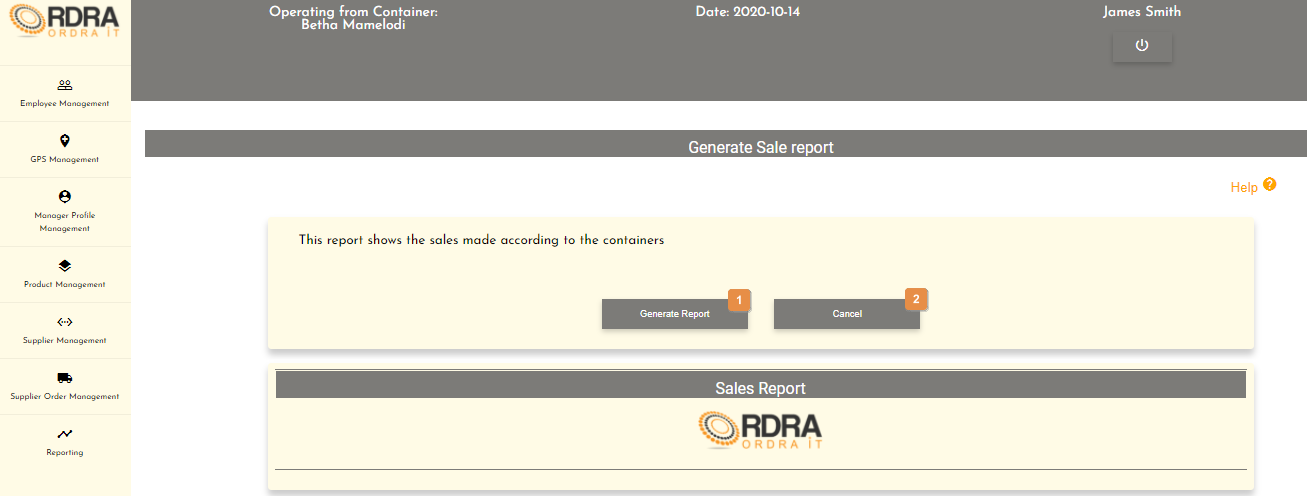 RDRA
ORDRA iT
Operating from Container:
Betha Mamelodi
Date: 2020-10-14
James Smith
Employee Management
GPS Management
Manager Profile
Management
Product Management
Supplier Management
Supplier Order Management
Reporting
Generate Sale report
Help ?
This report shows the sales made according to the containers
Generate Report 1
Cancel 2
Sales Report
RDRA
ORDRA iT